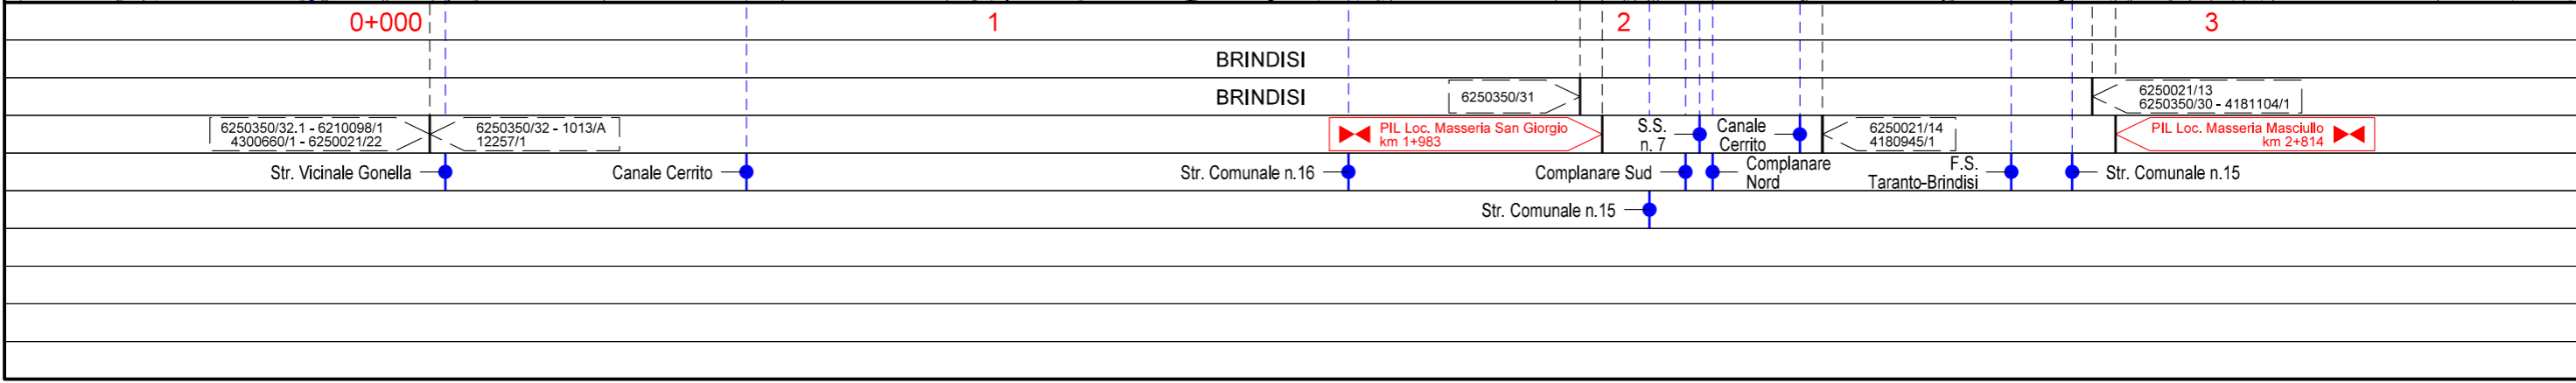 0+000 1 2 3
BRINDISI
BRINDISI
6250350/31
6250021/13
6250350/30 - 4181104/1
6250350/32.1 - 6210098/1
4300660/1 - 6250021/22
6250350/32 - 1013/A
12257/1
PIL Loc. Masseria San Giorgio
km 1+983
S.S.
n. 7
Canale
Cerrito
6250021/14
4180945/1
PIL Loc. Masseria Masciullo
km 2+814
Str. Vicinale Gonella
Canale Cerrito
Str. Comunale n.16
Complanare Sud
Complanare
Nord
F.S.
Taranto-Brindisi
Str. Comunale n.15
Str. Comunale n.15